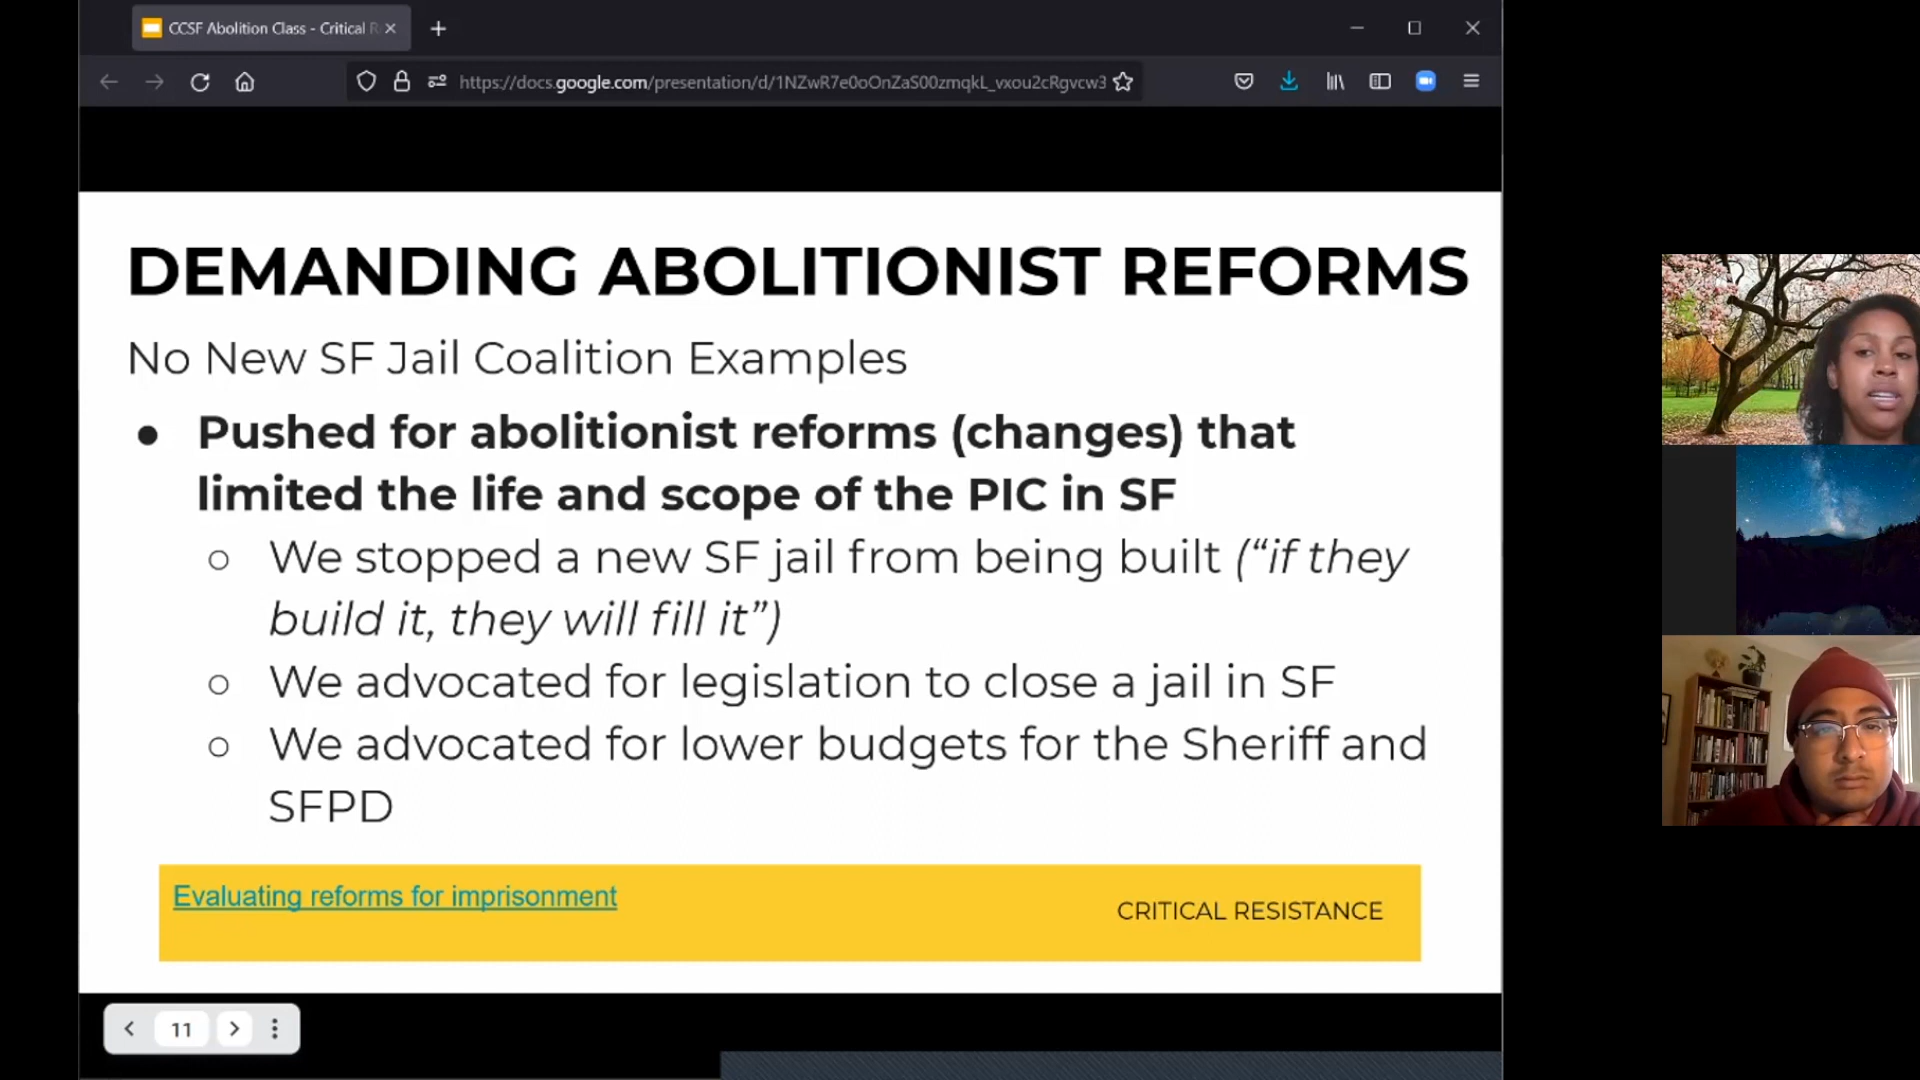 CCSF Abolition Class - Critical
https://docs.google.com/presentation/d/1NZwR7e0oOnZaS00zmqkL_vxou2cRgvcw3
DEMANDING ABOLITIONIST REFORMS
No New SF Jail Coalition Examples
● Pushed for abolitionist reforms (changes) that
limited the life and scope of the PIC in SF
○ We stopped a new SF jail from being built (“if they
build it, they will fill it”)
○ We advocated for legislation to close a jail in SF
○ We advocated for lower budgets for the Sheriff and
SFPD
Evaluating reforms for imprisonment
CRITICAL RESISTANCE
11